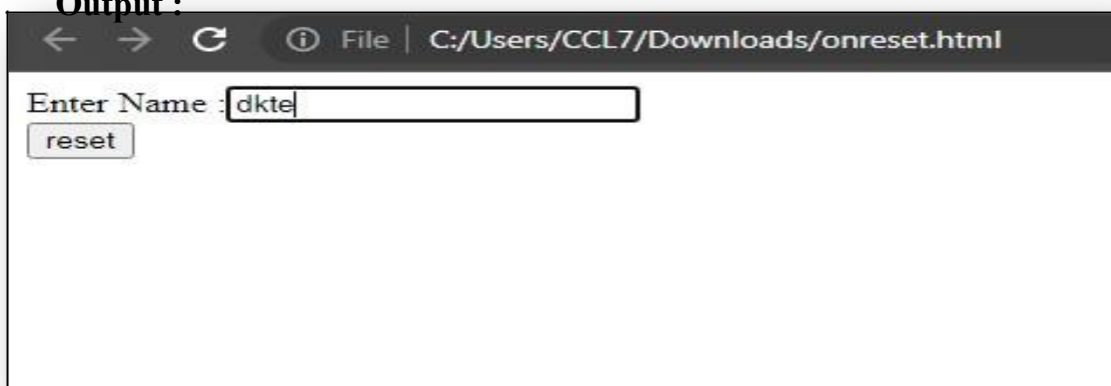 Output :
File | C:/Users/CCL7/Downloads/onreset.html
Enter Name : dkte
reset